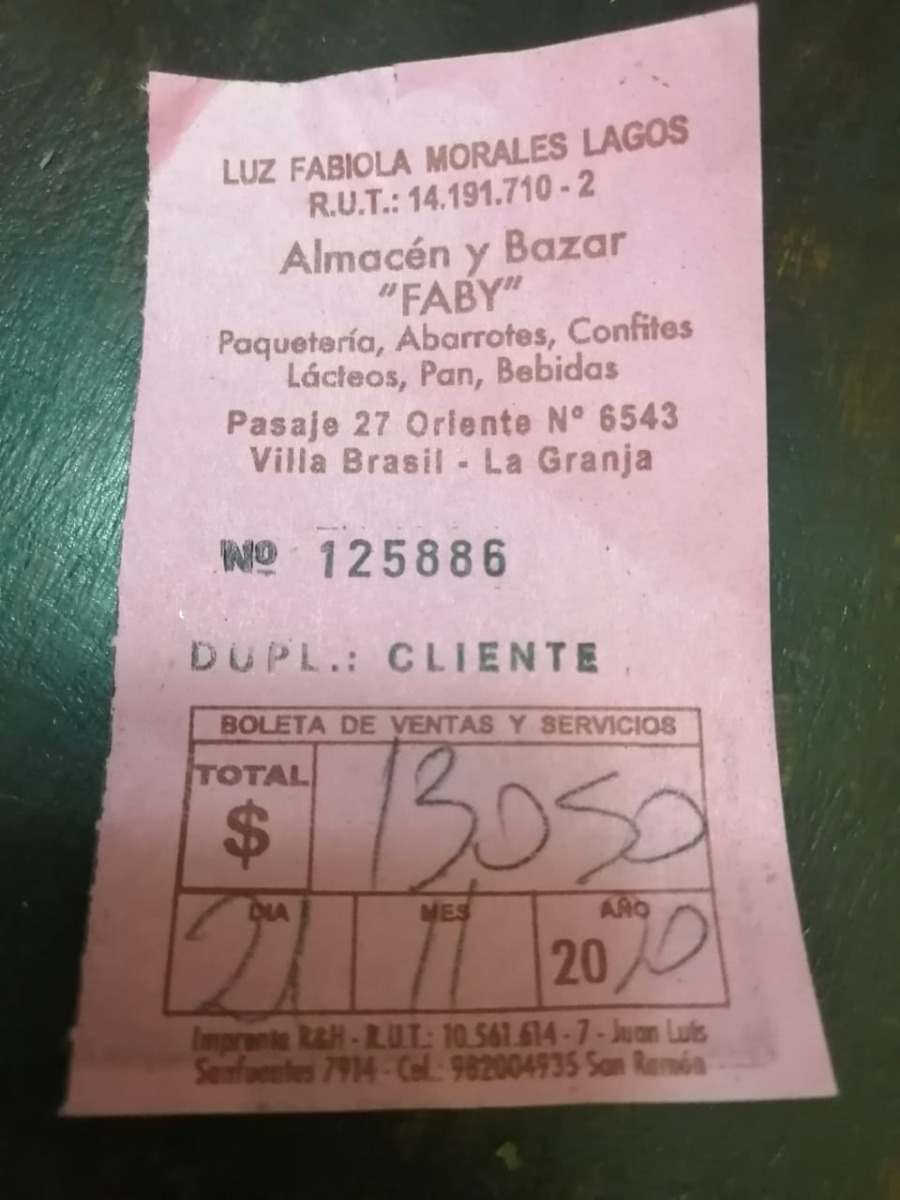 LUZ FABIOLA MORALES LAGOS
R.U.T.: 14.191.710 - 2
Almacén y Bazar
"FABY"
Paquetería, Abarrotes, Confites
Lácteos, Pan, Bebidas
Pasaje 27 Oriente Nº 6543
Villa Brasil - La Granja
Nº 125886
DUPL.: CLIENTE
BOLETA DE VENTAS Y SERVICIOS
TOTAL
$ 13050
DIA MES AÑO
21 11 2020
Imprenta R&H - R.U.T.: 10.561.614 - 7 - Juan Luis
Sanfuentes 7914 - Cel.: 982004935 San Ramón